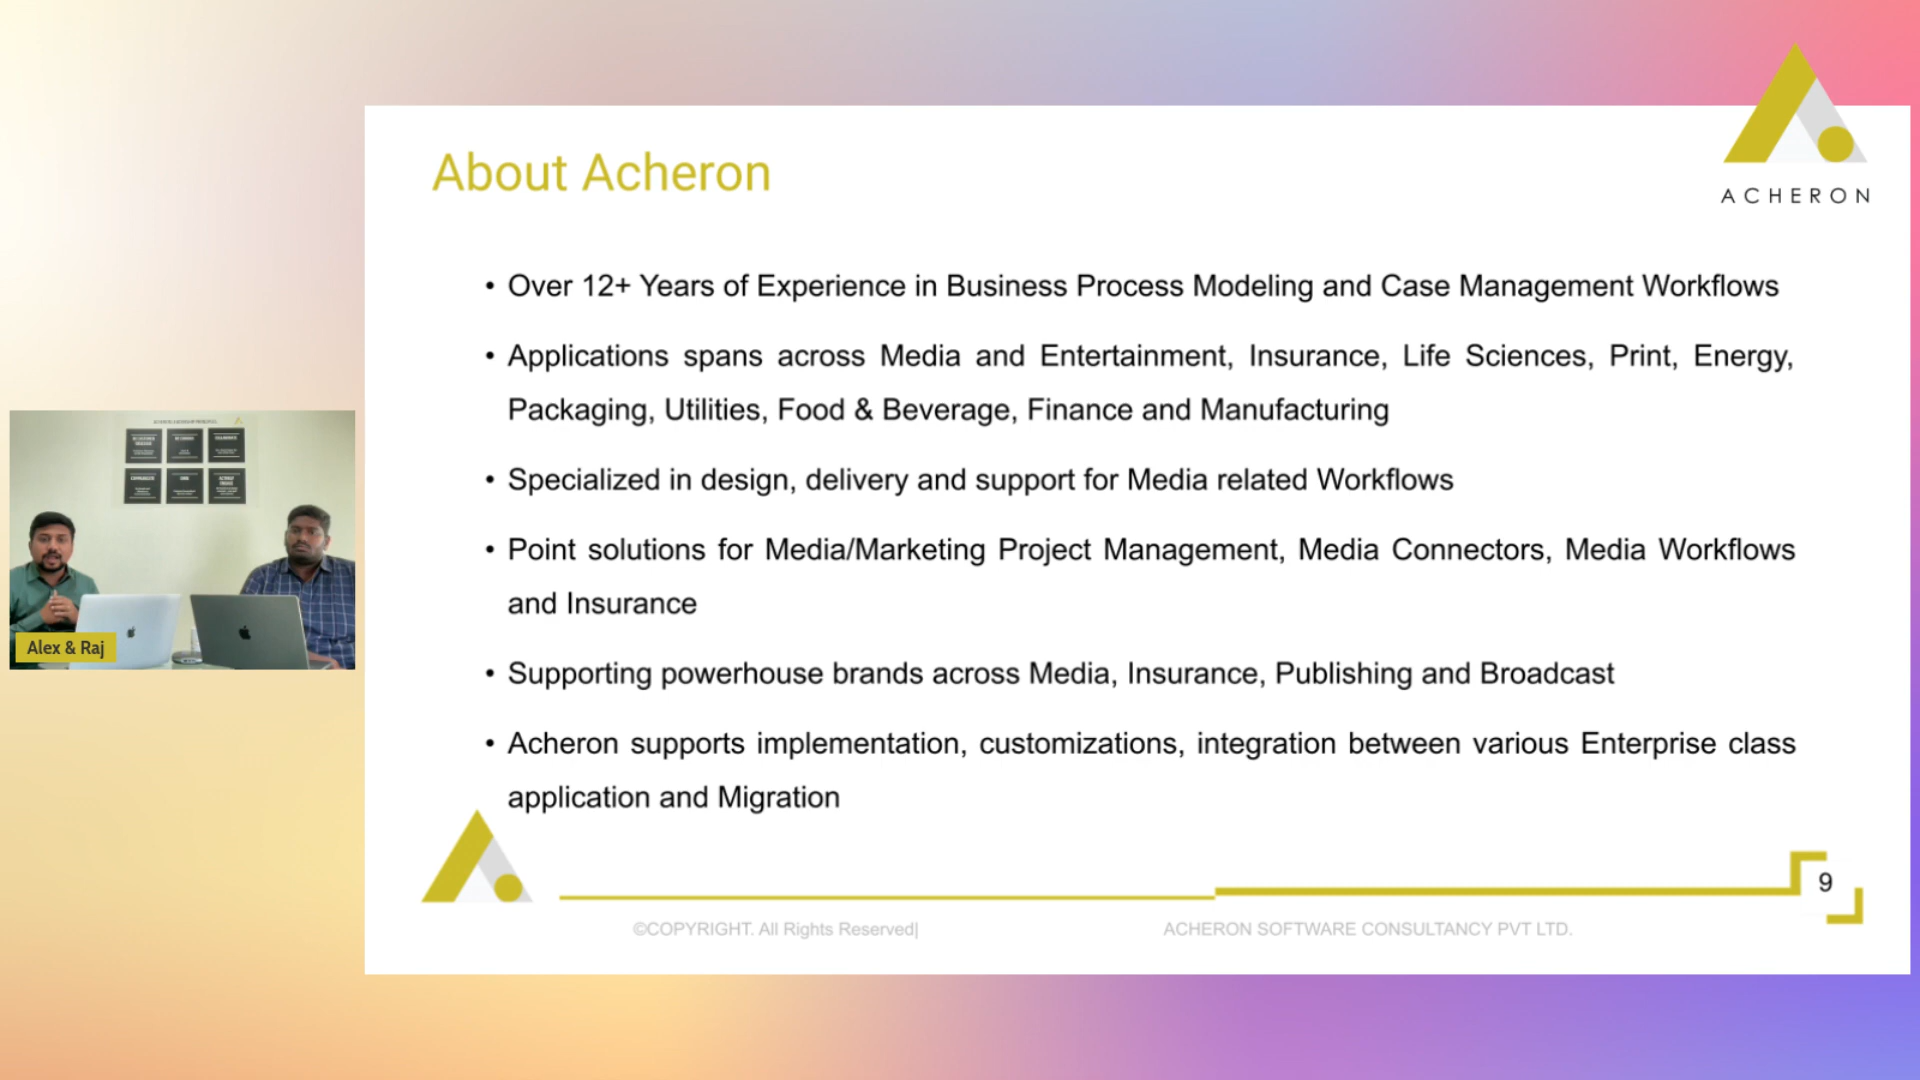 ACHERON
About Acheron
• Over 12+ Years of Experience in Business Process Modeling and Case Management Workflows
• Applications spans across Media and Entertainment, Insurance, Life Sciences, Print, Energy,
Packaging, Utilities, Food & Beverage, Finance and Manufacturing
• Specialized in design, delivery and support for Media related Workflows
• Point solutions for Media/Marketing Project Management, Media Connectors, Media Workflows
and Insurance
• Supporting powerhouse brands across Media, Insurance, Publishing and Broadcast
• Acheron supports implementation, customizations, integration between various Enterprise class
application and Migration
Alex & Raj
9
©COPYRIGHT. All Rights Reserved|
ACHERON SOFTWARE CONSULTANCY PVT LTD.